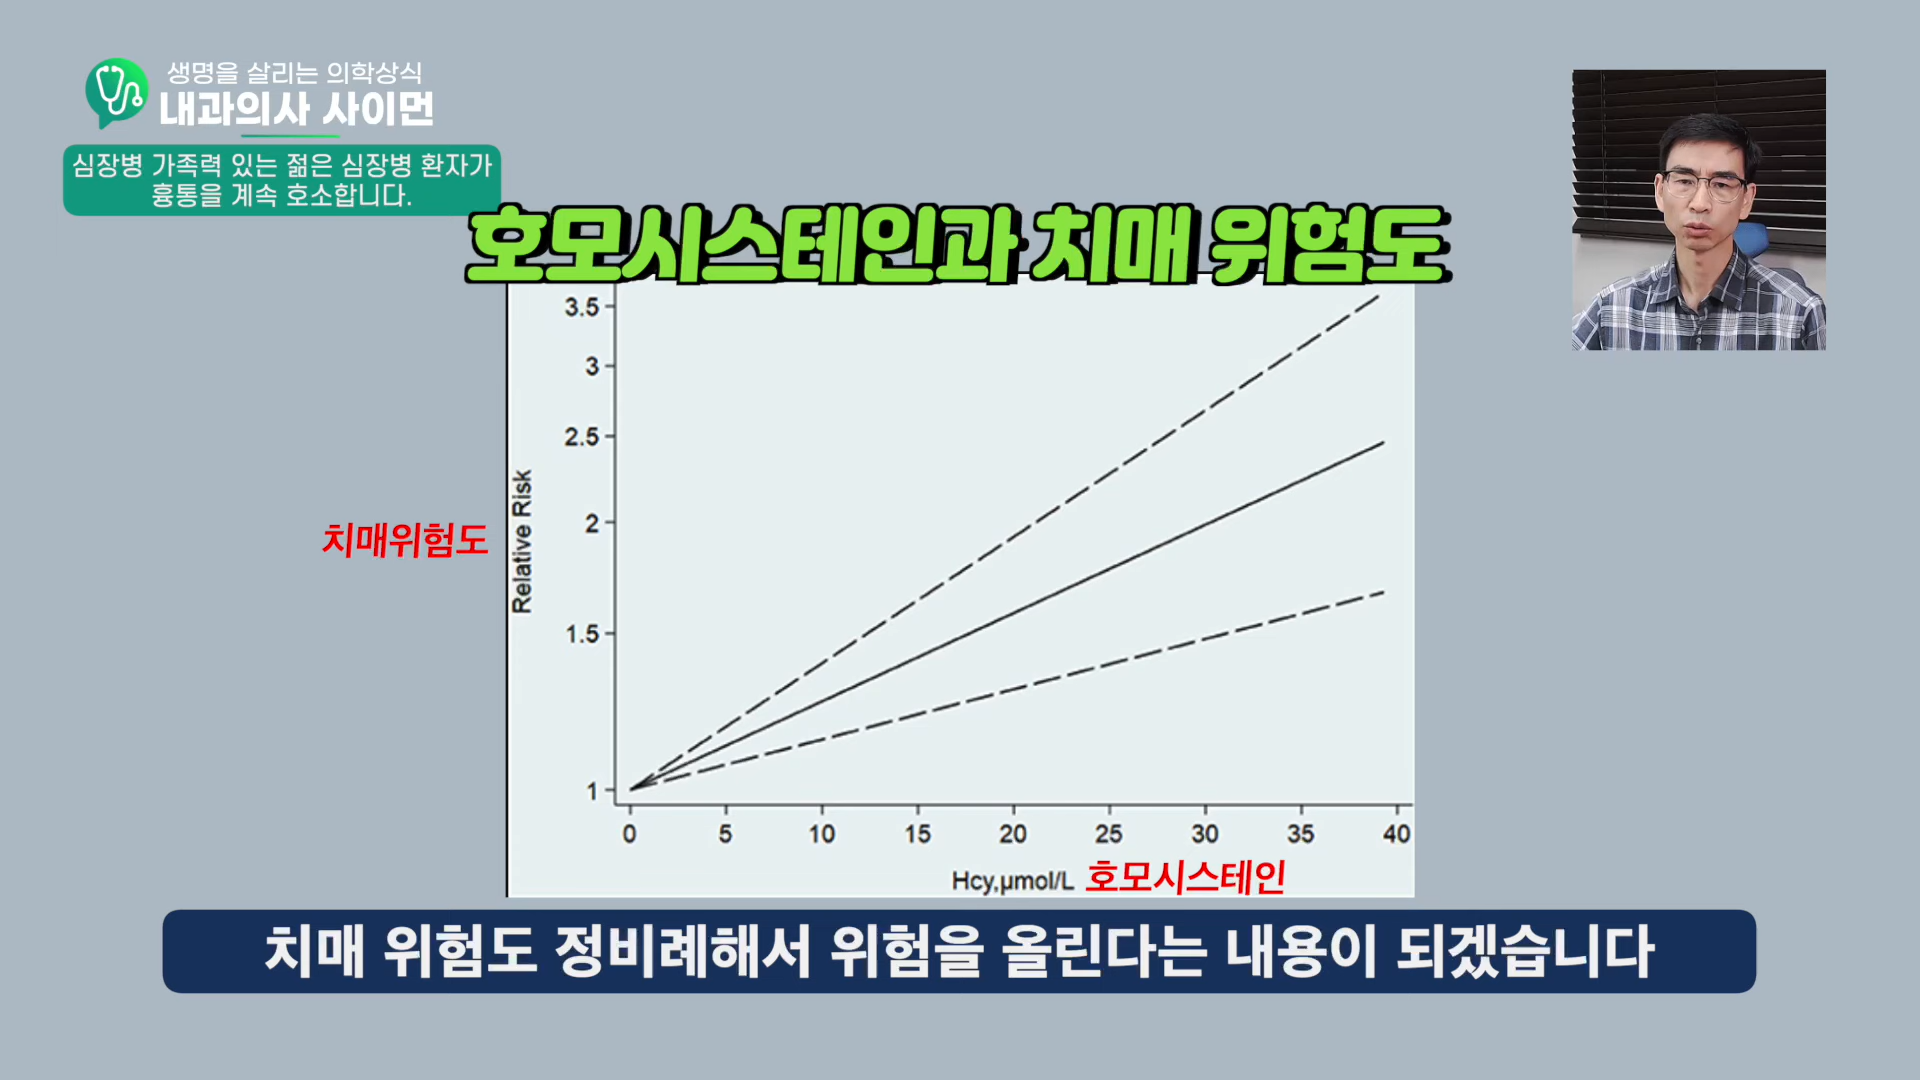 생명을 살리는 의학상식
내과의사 사이먼
심장병 가족력 있는 젊은 심장병 환자가
흉통을 계속 호소합니다.
호모시스테인과 치매 위험도
3.5
3
2.5
2
1.5
1
Relative Risk
치매위험도
0 5 10 15 20 25 30 35 40
Hcy,µmol/L 호모시스테인
치매 위험도 정비례해서 위험을 올린다는 내용이 되겠습니다